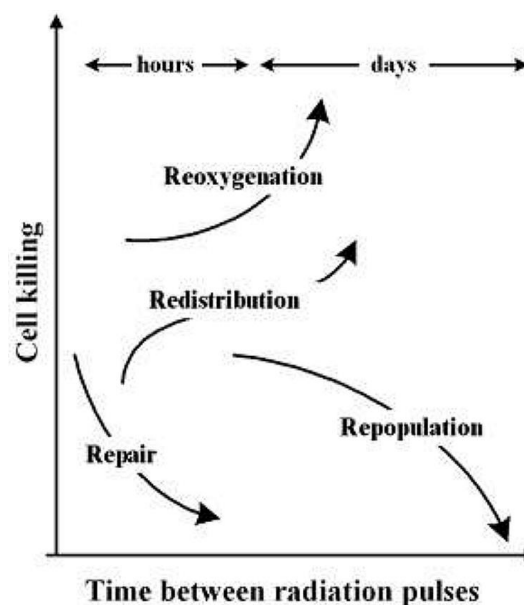 hours days
Reoxygenation
Redistribution
Repopulation
Repair
Cell killing
Time between radiation pulses